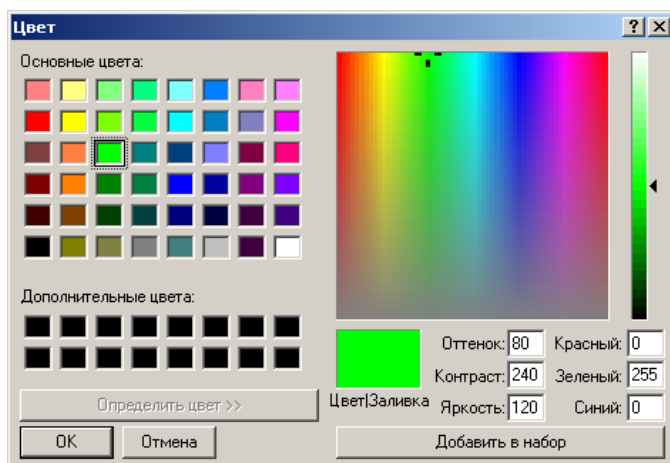 Цвет
Основные цвета:
Дополнительные цвета:
Определить цвет >>
ОК
Отмена
Цвет|Заливка
Оттенок: 80
Контраст: 240
Яркость: 120
Красный: 0
Зеленый: 255
Синий: 0
Добавить в набор